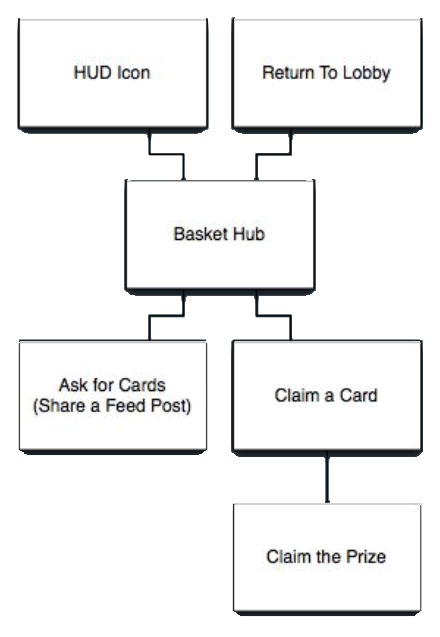 HUD Icon
Return To Lobby
Basket Hub
Ask for Cards
(Share a Feed Post)
Claim a Card
Claim the Prize